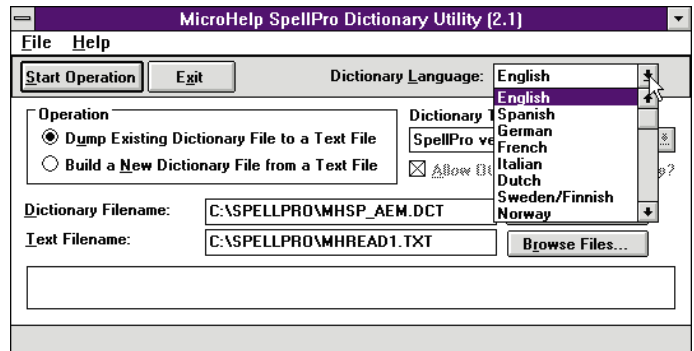 MicroHelp SpellPro Dictionary Utility (2.1)
File Help
Start Operation Exit Dictionary Language: English
English
Spanish
German
French
Italian
Dutch
Sweden/Finnish
Norway
Operation
Dump Existing Dictionary File to a Text File
Build a New Dictionary File from a Text File
Dictionary
SpellPro
Allow
Dictionary Filename: C:\SPELLPRO\MHSP_AEM.DCT
Text Filename: C:\SPELLPRO\MHREAD1.TXT Browse Files...